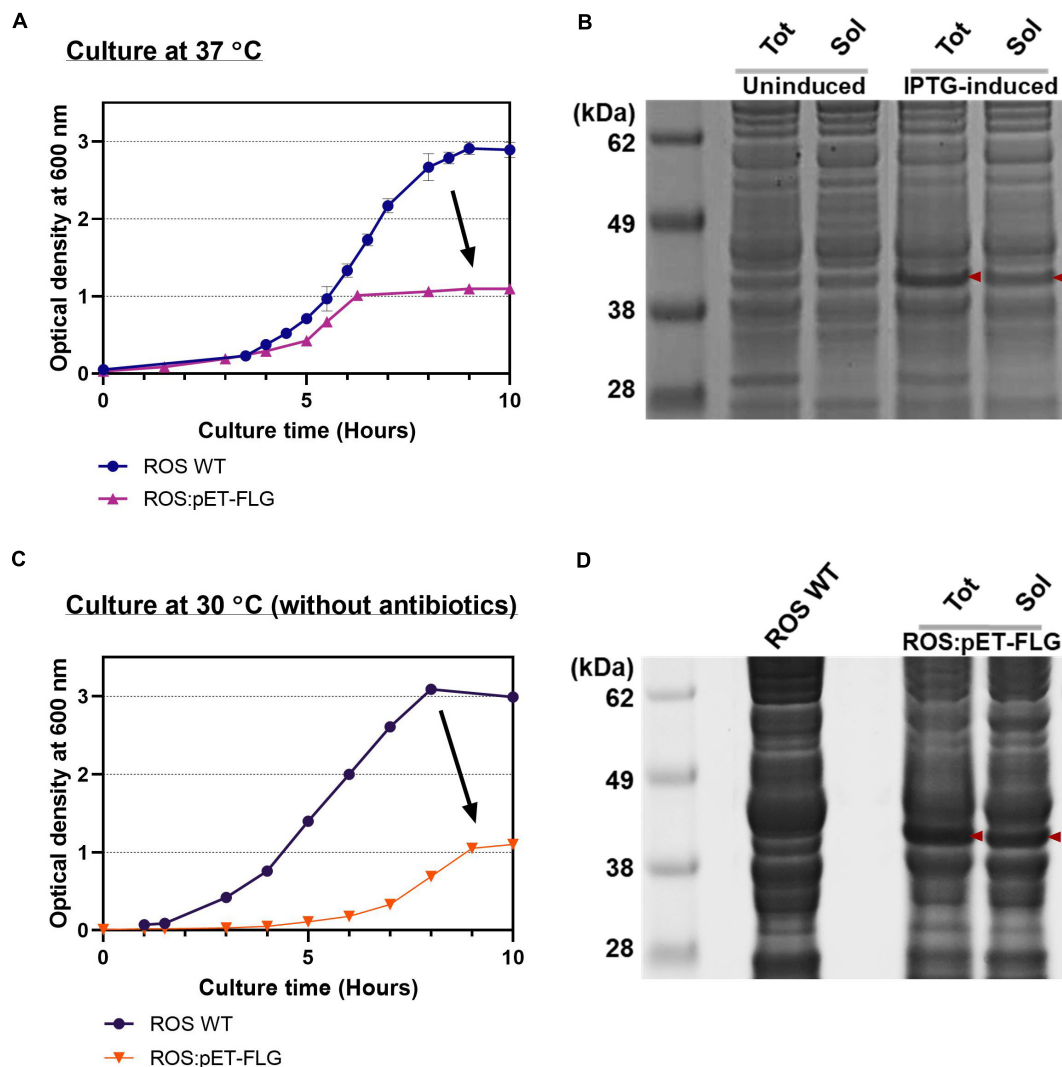 A
Culture at 37 °C
Optical density at 600 nm
3
2
1
0
0
5
10
Culture time (Hours)
ROS WT
ROS:pET-FLG
B
Tot
Sol
Tot
Sol
Uninduced
IPTG-induced
(kDa)
62
49
38
28
C
Culture at 30 °C (without antibiotics)
Optical density at 600 nm
3
2
1
0
0
5
10
Culture time (Hours)
ROS WT
ROS:pET-FLG
D
ROS WT
Tot
Sol
ROS:pET-FLG
(kDa)
62
49
38
28